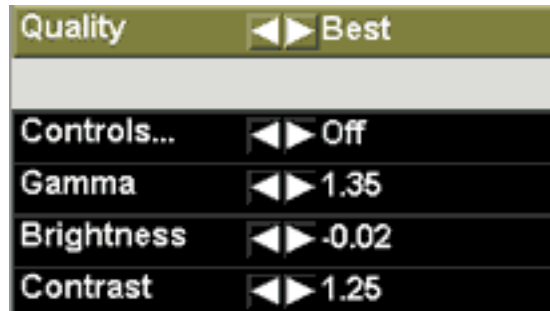 Quality Best
Controls... Off
Gamma 1.35
Brightness -0.02
Contrast 1.25